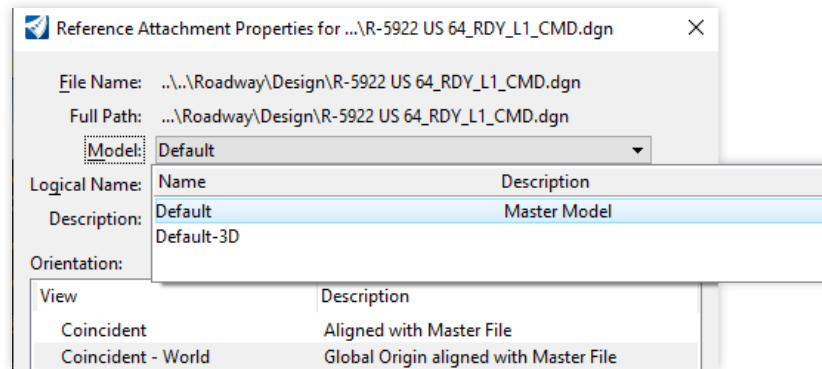 Reference Attachment Properties for ...\R-5922 US 64_RDY_L1_CMD.dgn
File Name: ..\..\Roadway\Design\R-5922 US 64_RDY_L1_CMD.dgn
Full Path: ...\Roadway\Design\R-5922 US 64_RDY_L1_CMD.dgn
Model: Default
Logical Name: Name Description
Description: Default Master Model
Default-3D
Orientation:
View Description
Coincident Aligned with Master File
Coincident - World Global Origin aligned with Master File